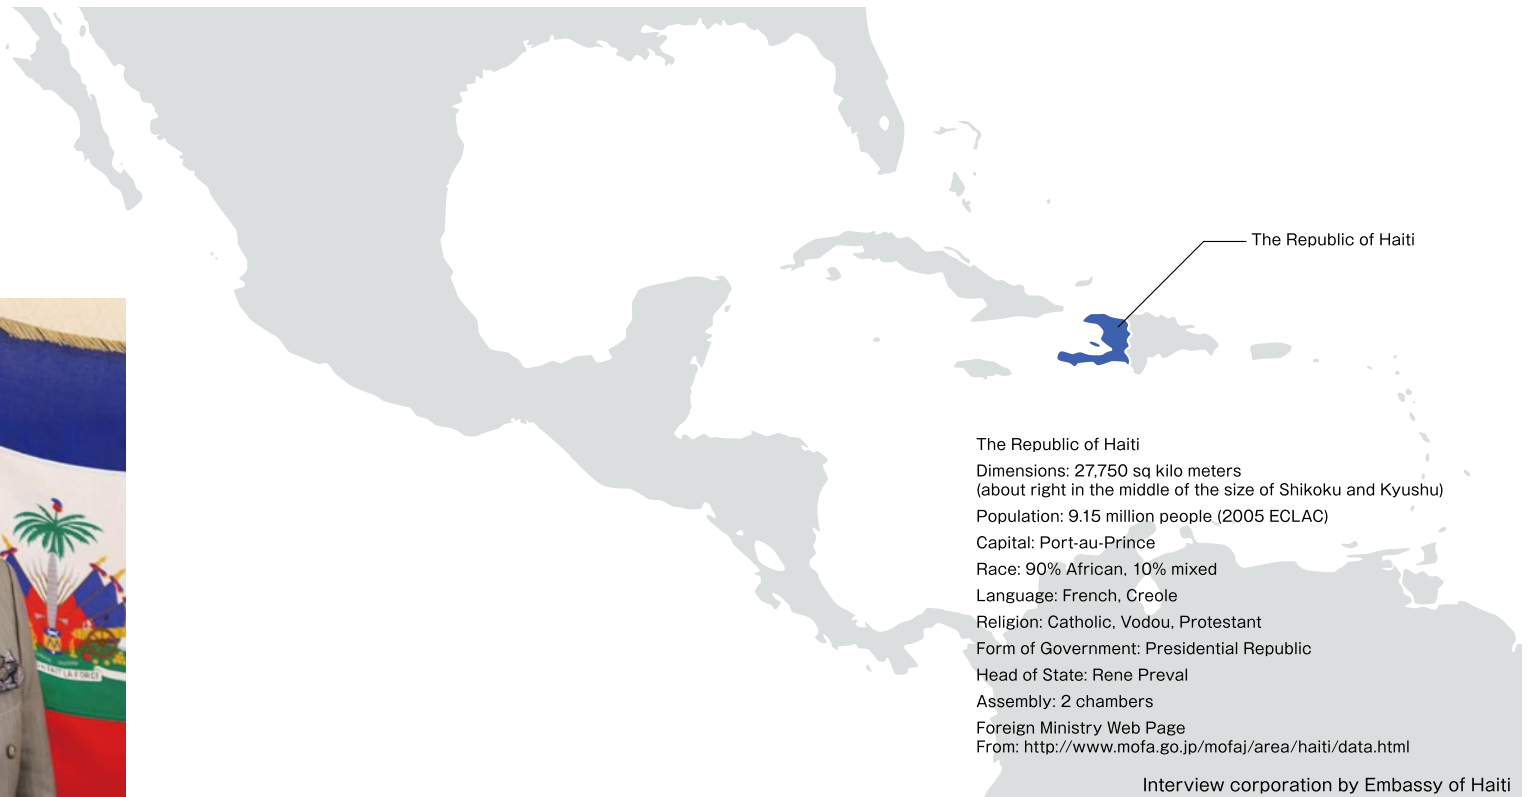 The Republic of Haiti
The Republic of Haiti
Dimensions: 27,750 sq kilo meters
(about right in the middle of the size of Shikoku and Kyushu)
Population: 9.15 million people (2005 ECLAC)
Capital: Port-au-Prince
Race: 90% African, 10% mixed
Language: French, Creole
Religion: Catholic, Vodou, Protestant
Form of Government: Presidential Republic
Head of State: Rene Preval
Assembly: 2 chambers
Foreign Ministry Web Page
From: http://www.mofa.go.jp/mofaj/area/haiti/data.html
FAIT LA FORCE
Interview corporation by Embassy of Haiti